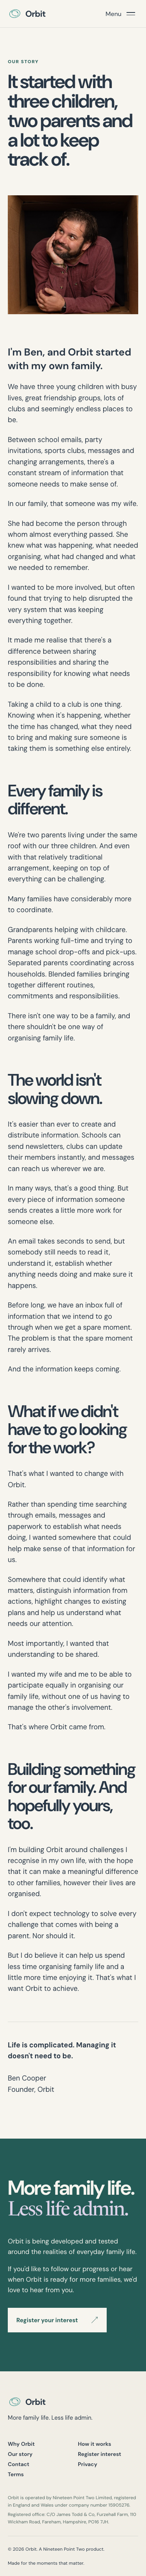 Orbit
Menu
OUR STORY
It started with
three children,
two parents and
a lot to keep
track of.
I'm Ben, and Orbit started
with my own family.
We have three young children with busy
lives, great friendship groups, lots of
clubs and seemingly endless places to
be.
Between school emails, party
invitations, sports clubs, messages and
changing arrangements, there's a
constant stream of information that
someone needs to make sense of.
In our family, that someone was my wife.
She had become the person through
whom almost everything passed. She
knew what was happening, what needed
organising, what had changed and what
we needed to remember.
I wanted to be more involved, but often
found that trying to help disrupted the
very system that was keeping
everything together.
It made me realise that there's a
difference between sharing
responsibilities and sharing the
responsibility for knowing what needs
to be done.
Taking a child to a club is one thing.
Knowing when it's happening, whether
the time has changed, what they need
to bring and making sure someone is
taking them is something else entirely.
Every family is
different.
We're two parents living under the same
roof with our three children. And even
with that relatively traditional
arrangement, keeping on top of
everything can be challenging.
Many families have considerably more
to coordinate.
Grandparents helping with childcare.
Parents working full-time and trying to
manage school drop-offs and pick-ups.
Separated parents coordinating across
households. Blended families bringing
together different routines,
commitments and responsibilities.
There isn't one way to be a family, and
there shouldn't be one way of
organising family life.
The world isn't
slowing down.
It's easier than ever to create and
distribute information. Schools can
send newsletters, clubs can update
their members instantly, and messages
can reach us wherever we are.
In many ways, that's a good thing. But
every piece of information someone
sends creates a little more work for
someone else.
An email takes seconds to send, but
somebody still needs to read it,
understand it, establish whether
anything needs doing and make sure it
happens.
Before long, we have an inbox full of
information that we intend to go
through when we get a spare moment.
The problem is that the spare moment
rarely arrives.
And the information keeps coming.
What if we didn't
have to go looking
for the work?
That's what I wanted to change with
Orbit.
Rather than spending time searching
through emails, messages and
paperwork to establish what needs
doing, I wanted somewhere that could
help make sense of that information for
us.
Somewhere that could identify what
matters, distinguish information from
actions, highlight changes to existing
plans and help us understand what
needs our attention.
Most importantly, I wanted that
understanding to be shared.
I wanted my wife and me to be able to
participate equally in organising our
family life, without one of us having to
manage the other's involvement.
That's where Orbit came from.
Building something
for our family. And
hopefully yours,
too.
I'm building Orbit around challenges I
recognise in my own life, with the hope
that it can make a meaningful difference
to other families, however their lives are
organised.
I don't expect technology to solve every
challenge that comes with being a
parent. Nor should it.
But I do believe it can help us spend
less time organising family life and a
little more time enjoying it. That's what I
want Orbit to achieve.
Life is complicated. Managing it
doesn't need to be.
Ben Cooper
Founder, Orbit
More family life.
Less life admin.
Orbit is being developed and tested
around the realities of everyday family life.
If you'd like to follow our progress or hear
when Orbit is ready for more families, we'd
love to hear from you.
Register your interest
Orbit
More family life. Less life admin.
Why Orbit
How it works
Our story
Register interest
Contact
Privacy
Terms
Orbit is operated by Nineteen Point Two Limited, registered
in England and Wales under company number
Registered office: C/O James Todd & Co, Furzehall Farm, 110
Wickham Road, Fareham, Hampshire, PO16 7JH.
© 2026 Orbit. A Nineteen Point Two product.
Made for the moments that matter.